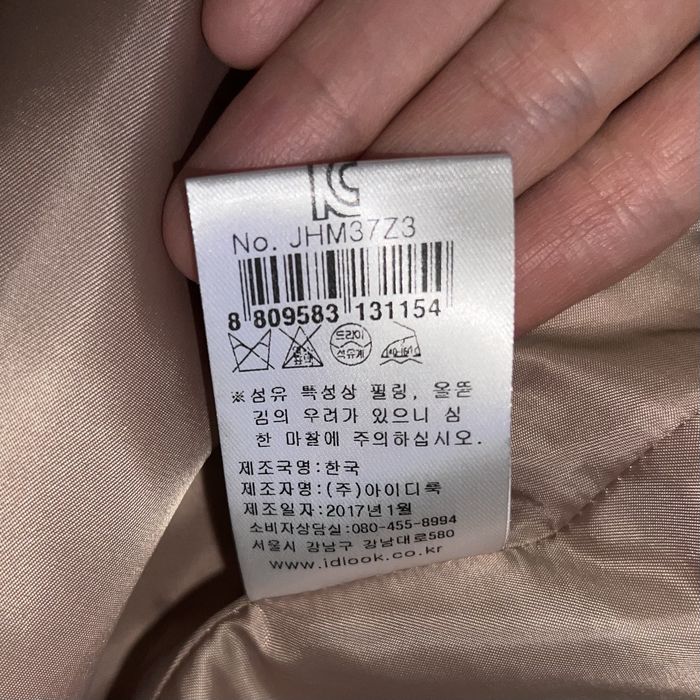 No. JHM37Z3
8 809583 131154
드라이
석유계
※섬유 특성상 필링, 올뜯
김의 우려가 있으니 심
한 마찰에 주의하십시오.
제조국명:한국
제조자명:(주)아이디룩
제조일자:2017년1월
소비자상담실:080-455-8994
서울시 강남구 강남대로580
www.idlook.co.kr